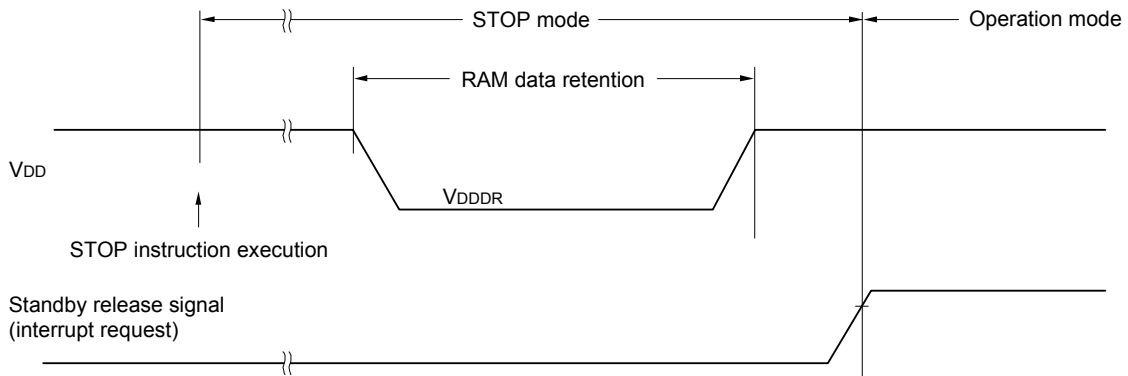 STOP mode
Operation mode
RAM data retention
VDD
VDDDR
STOP instruction execution
Standby release signal
(interrupt request)